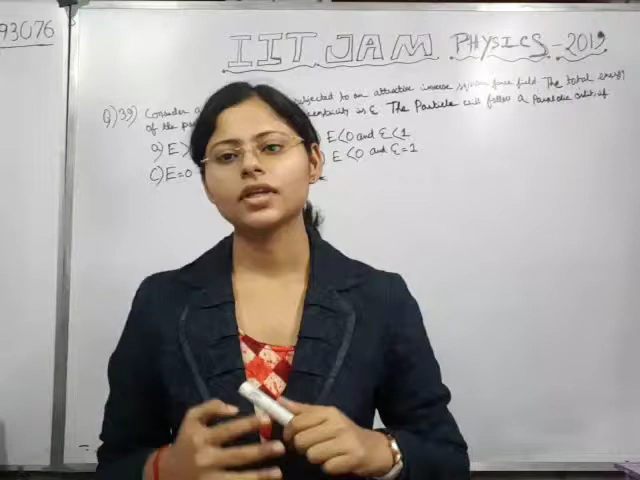 93076
IIT JAM PHYSICS-2019
Q)39) Consider a subjected to an attractive inverse square force field The total energy
of the is ε The Particle will follow a Parabolic orbit if
a) E> E<0 and ε<1
C) E=0 E<0 and ε=1